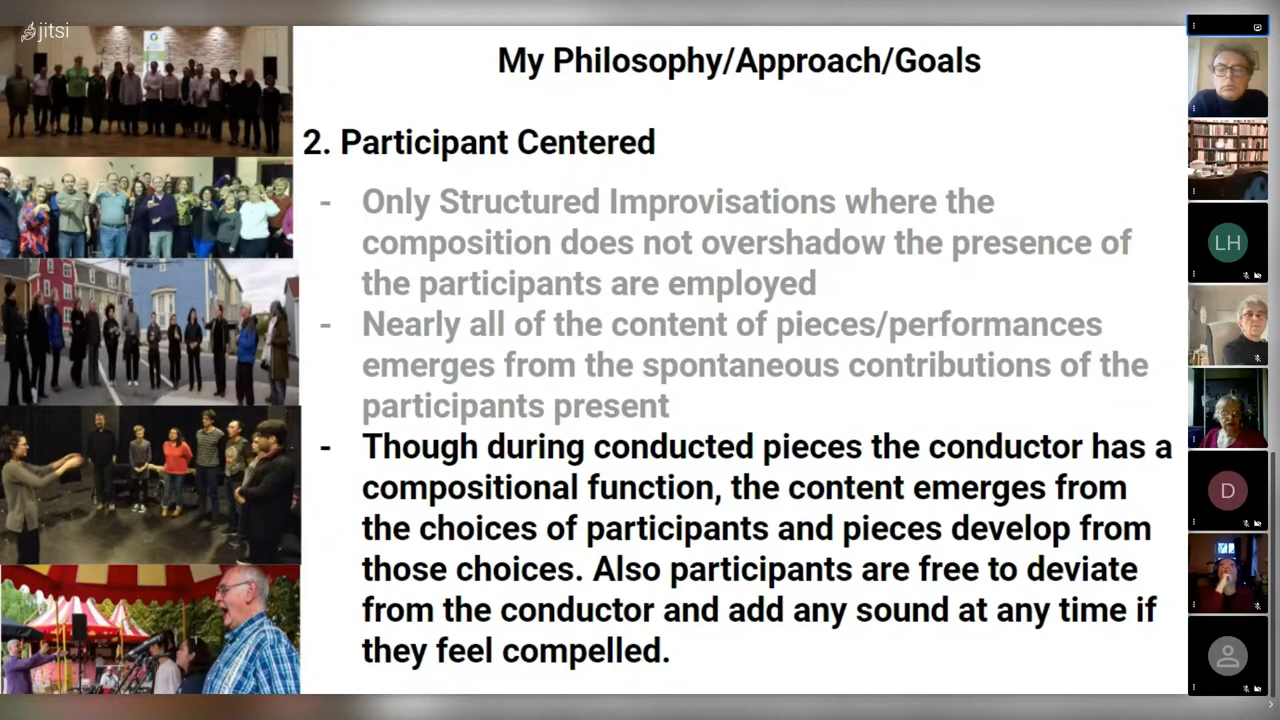 jitsi
My Philosophy/Approach/Goals
2. Participant Centered
- Only Structured Improvisations where the
composition does not overshadow the presence of
the participants are employed
- Nearly all of the content of pieces/performances
emerges from the spontaneous contributions of the
participants present
- Though during conducted pieces the conductor has a
compositional function, the content emerges from
the choices of participants and pieces develop from
those choices. Also participants are free to deviate
from the conductor and add any sound at any time if
they feel compelled.
LH
D